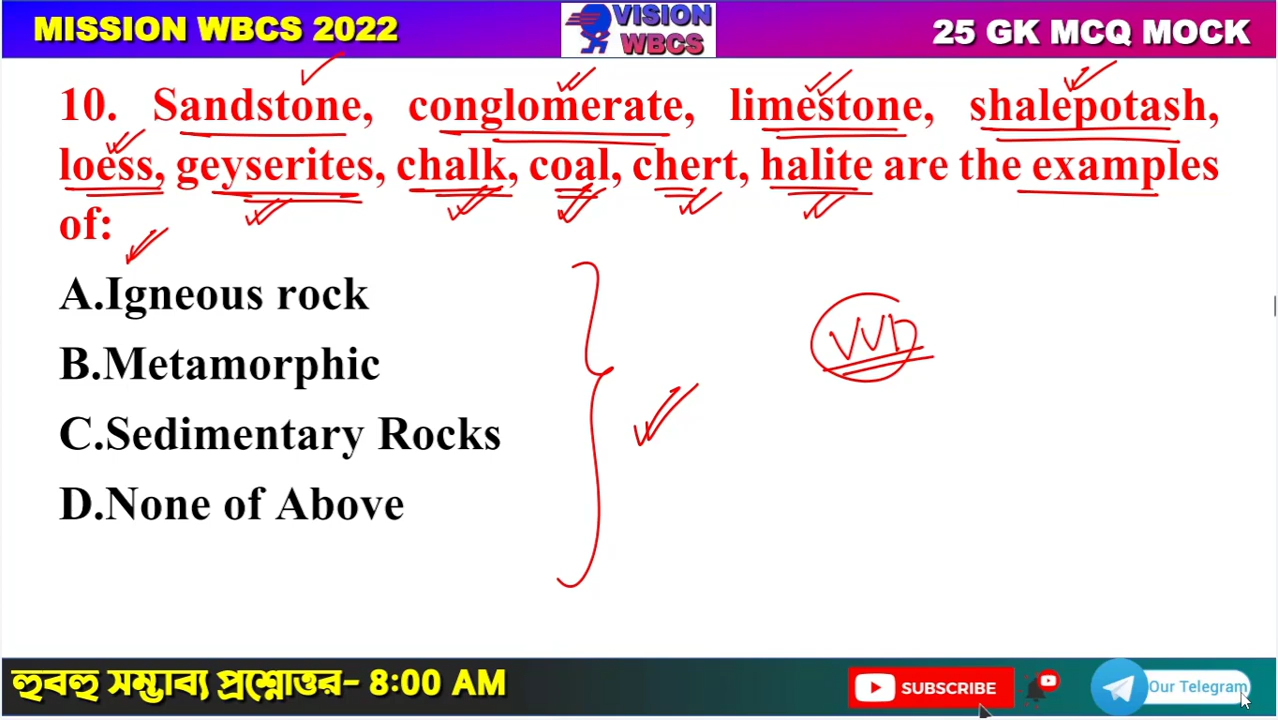 MISSION WBCS 2022
VISION
WBCS
25 GK MCQ MOCK
10. Sandstone, conglomerate, limestone, shalepotash,
loess, geyserites, chalk, coal, chert, halite are the examples
of:
A.Igneous rock
B.Metamorphic
C.Sedimentary Rocks
D.None of Above
হুবহু সম্ভাব্য প্রশ্নোত্তর- 8:00 AM
SUBSCRIBE
Our Telegram